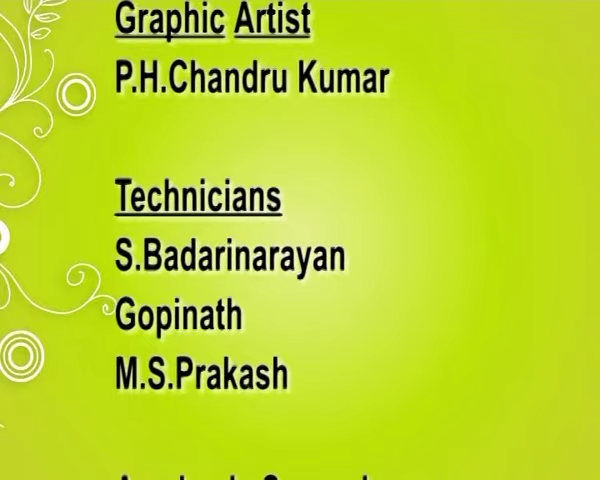 Graphic Artist
P.H.Chandru Kumar
Technicians
S.Badarinarayan
Gopinath
M.S.Prakash